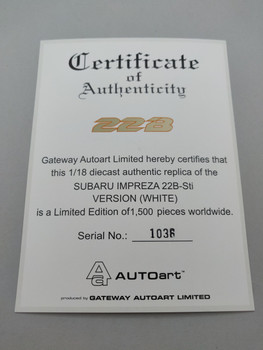 Certificate
of
Authenticity
22B
Gateway Autoart Limited hereby certifies that
this 1/18 diecast authentic replica of the
SUBARU IMPREZA 22B-Sti
VERSION (WHITE)
is a Limited Edition of1,500 pieces worldwide.
Serial No.:
AUTOart
produced by GATEWAY AUTOART LIMITED